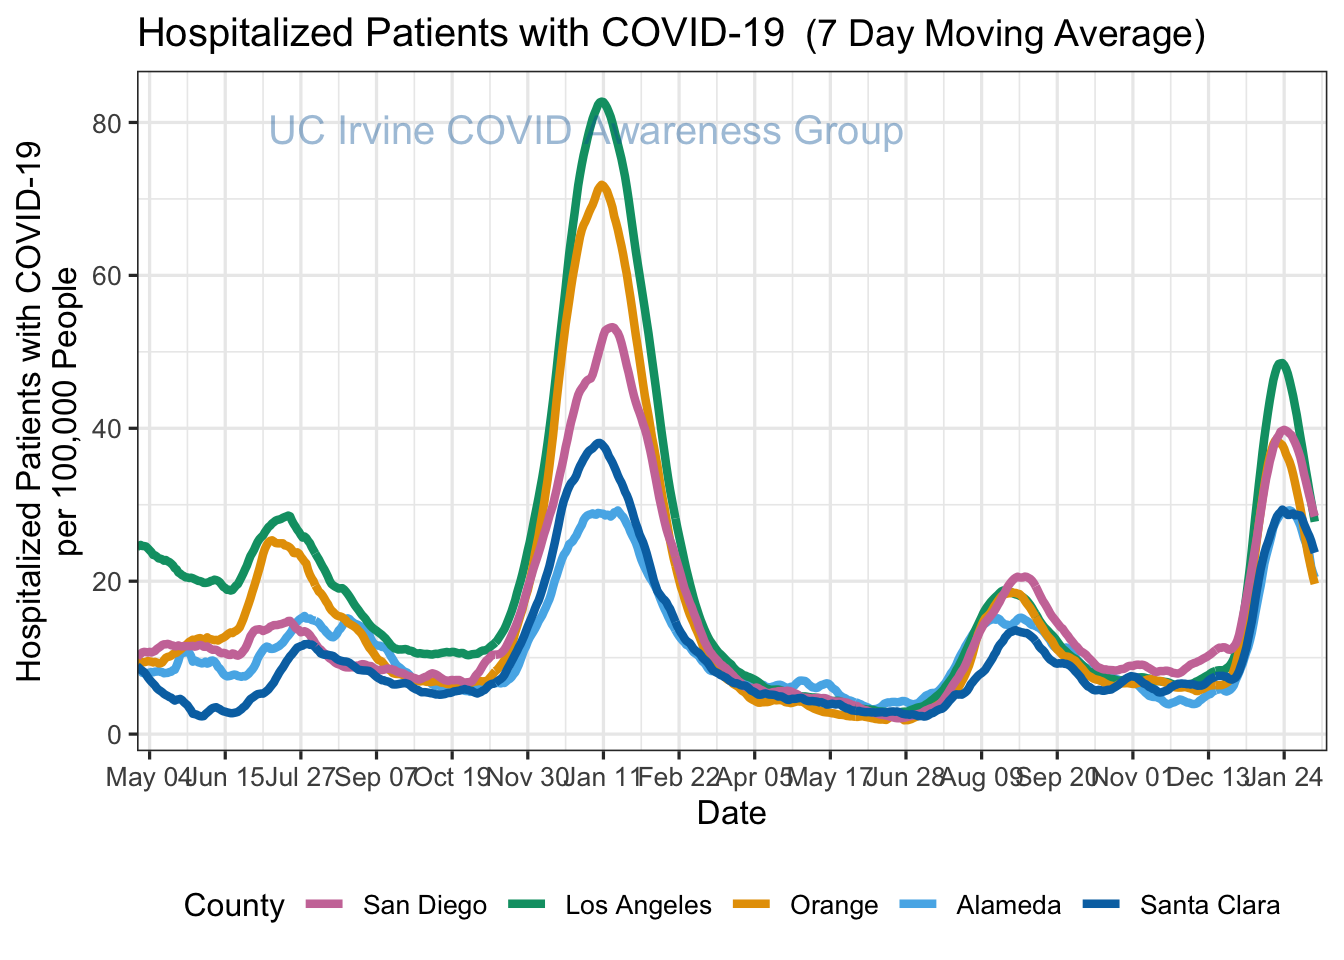 Hospitalized Patients with COVID-19  (7 Day Moving Average)
UC Irvine COVID Awareness Group
Hospitalized Patients with COVID-19
per 100,000 People
80
60
40
20
0
May 04 Jun 15 Jul 27 Sep 07 Oct 19 Nov 30 Jan 11 Feb 22 Apr 05 May 17 Jun 28 Aug 09 Sep 20 Nov 01 Dec 13 Jan 24
Date
County San Diego Los Angeles Orange Alameda Santa Clara